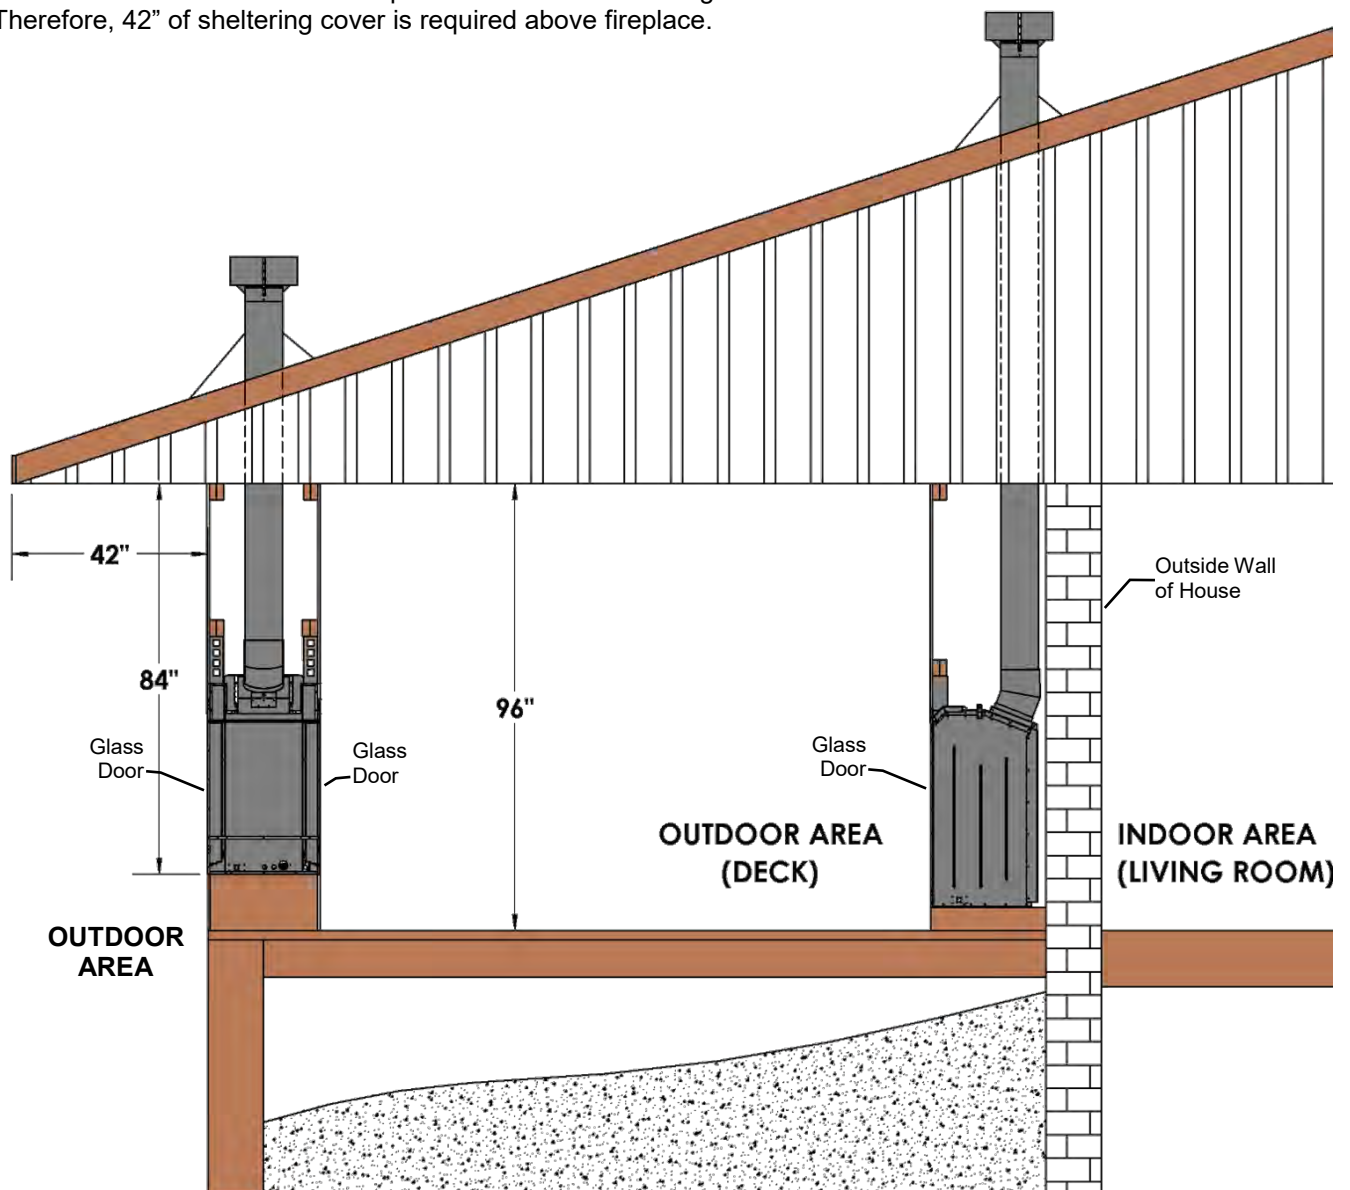 Therefore, 42” of sheltering cover is required above fireplace.
42"
Outside Wall
of House
84"
96"
Glass
Door
Glass
Door
Glass
Door
OUTDOOR AREA
(DECK)
INDOOR AREA
(LIVING ROOM)
OUTDOOR
AREA